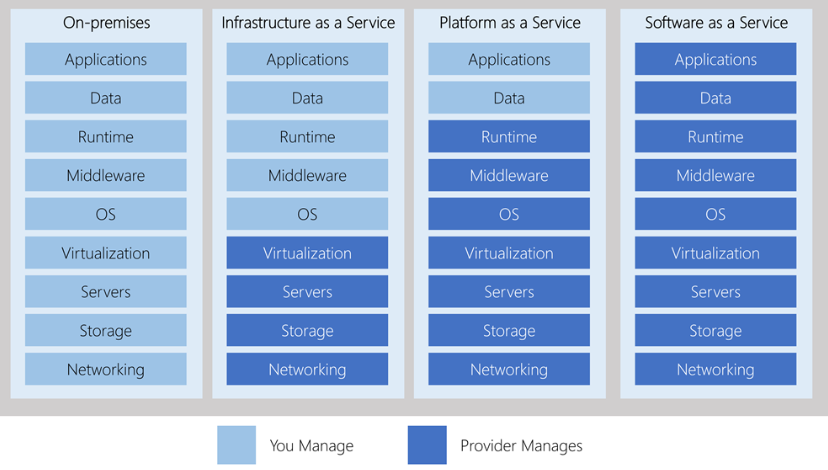 On-premises
Applications
Data
Runtime
Middleware
OS
Virtualization
Servers
Storage
Networking
Infrastructure as a Service
Applications
Data
Runtime
Middleware
OS
Virtualization
Servers
Storage
Networking
Platform as a Service
Applications
Data
Runtime
Middleware
OS
Virtualization
Servers
Storage
Networking
Software as a Service
Applications
Data
Runtime
Middleware
OS
Virtualization
Servers
Storage
Networking
You Manage
Provider Manages